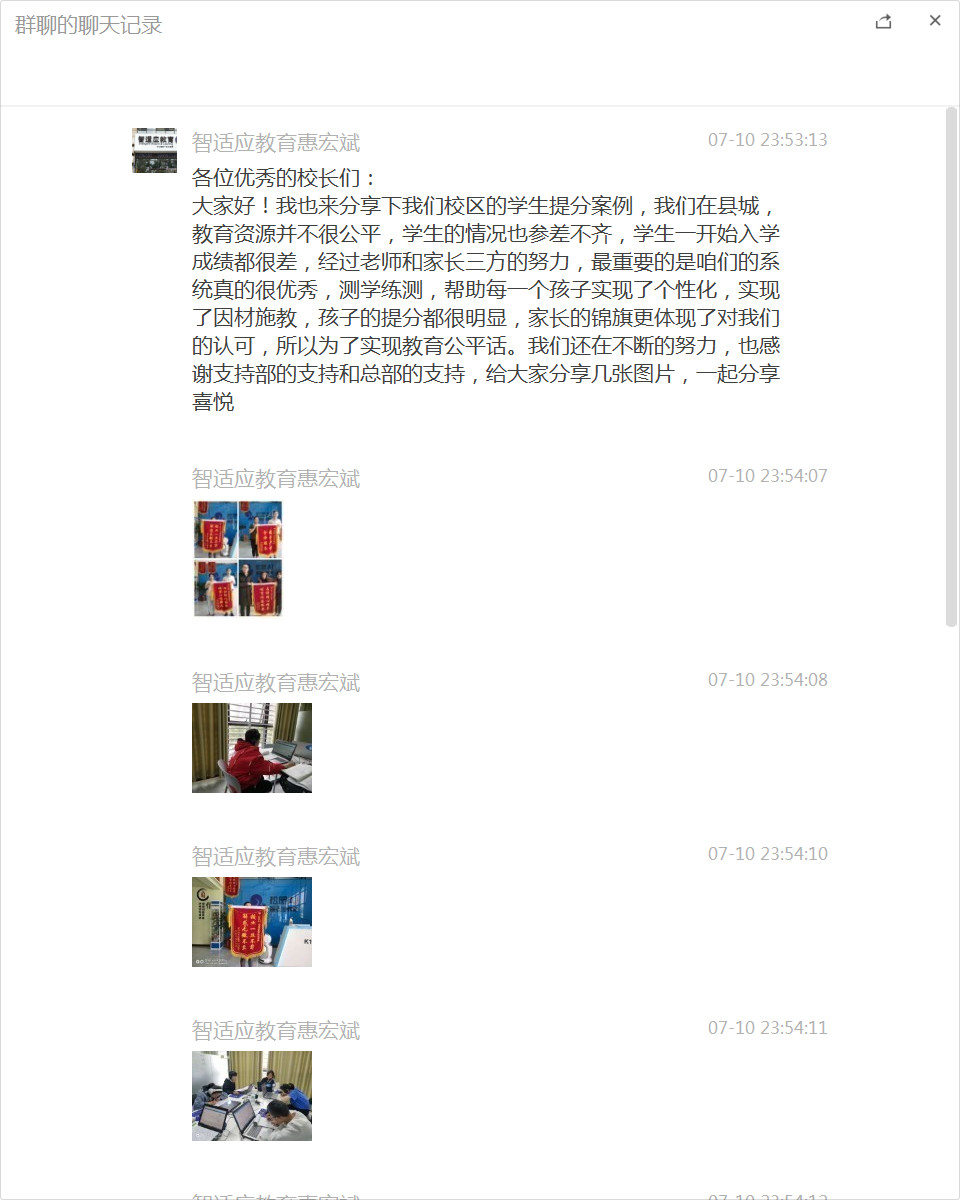 群聊的聊天记录
智适应教育惠宏斌
07-10 23:53:13
各位优秀的校长们：
大家好！我也来分享下我们校区的学生提分案例，我们在县城，
教育资源并不很公平，学生的情况也参差不齐，学生一开始入学
成绩都很差，经过老师和家长三方的努力，最重要的是咱们的系
统真的很优秀，测学练测，帮助每一个孩子实现了个性化，实现
了因材施教，孩子的提分都很明显，家长的锦旗更体现了对我们
的认可，所以为了实现教育公平话。我们还在不断的努力，也感
谢支持部的支持和总部的支持，给大家分享几张图片，一起分享
喜悦
智适应教育惠宏斌
07-10 23:54:07
智适应教育惠宏斌
07-10 23:54:08
智适应教育惠宏斌
07-10 23:54:10
智适应教育惠宏斌
07-10 23:54:11